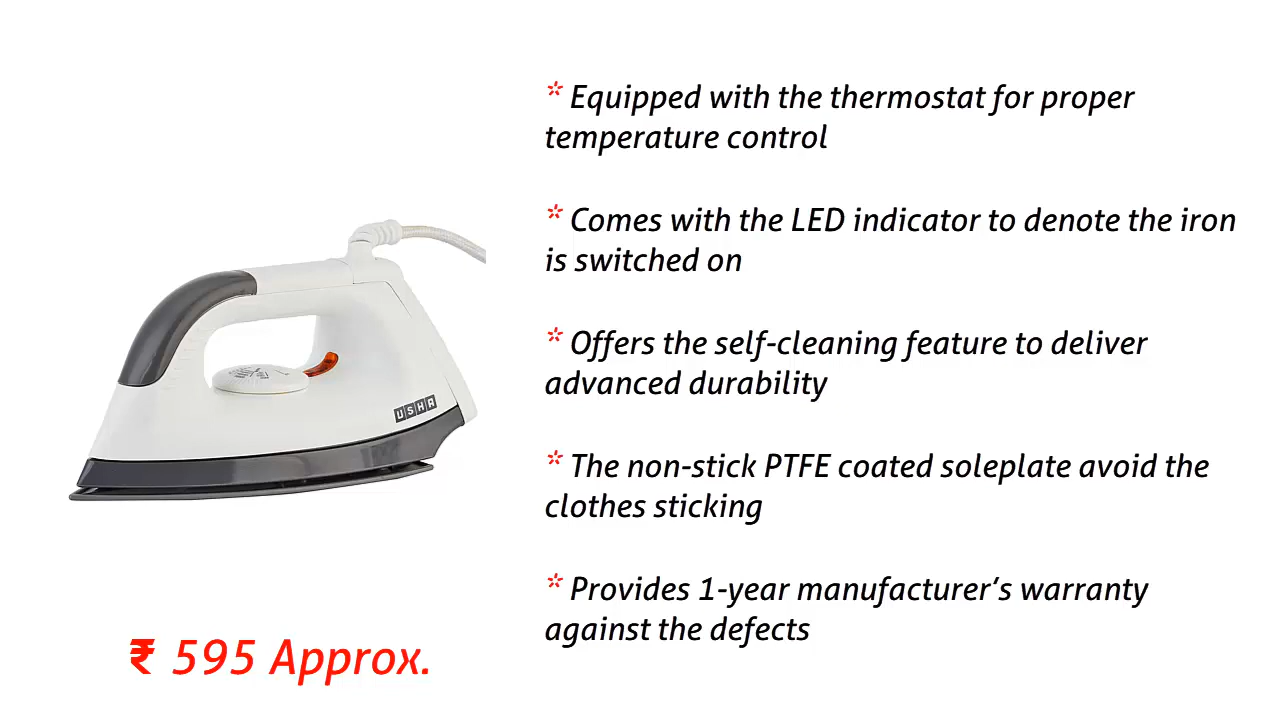 * Equipped with the thermostat for proper
temperature control
* Comes with the LED indicator to denote the iron
is switched on
* Offers the self-cleaning feature to deliver
advanced durability
* The non-stick PTFE coated soleplate avoid the
clothes sticking
* Provides 1-year manufacturer’s warranty
against the defects
USHA
₹ 595 Approx.